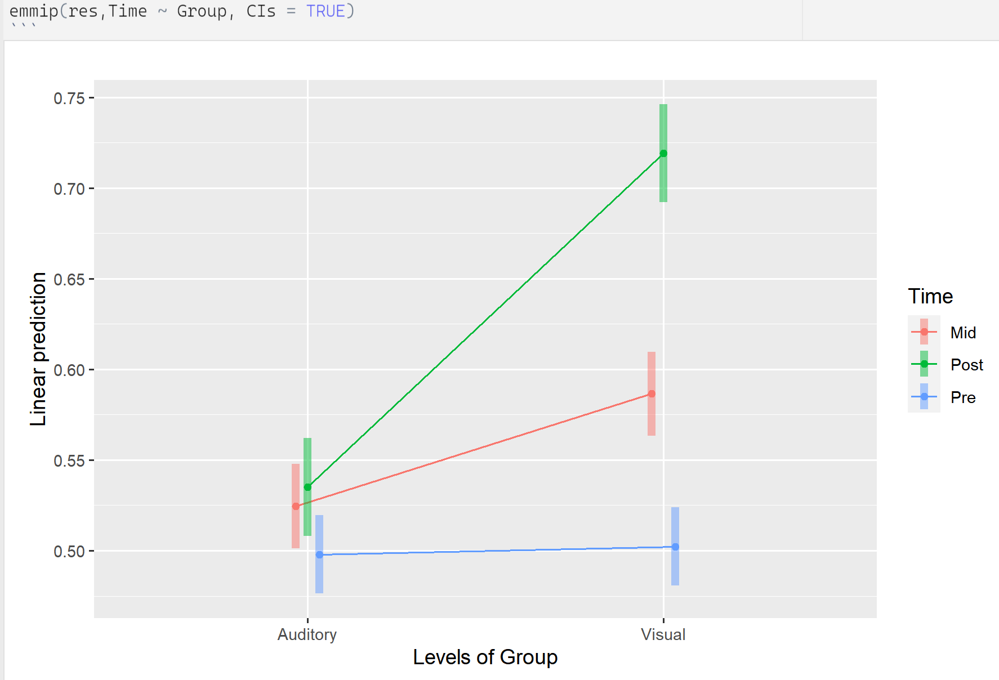 emmip(res,Time ~ Group, CIs = TRUE)
```
0.75
0.70
0.65
0.60
0.55
0.50
Linear prediction
Auditory
Visual
Levels of Group
Time
Mid
Post
Pre